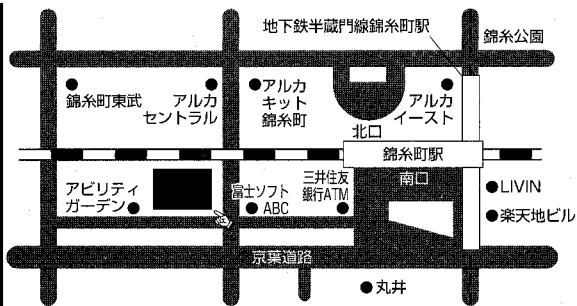 地下鉄半蔵門線錦糸町駅
錦糸公園
錦糸町東武
アルカ
セントラル
アルカ
キット
錦糸町
アルカ
イースト
北口
錦糸町駅
南口
アビリティ
ガーデン
富士ソフト
ABC
三井住友
銀行ATM
LIVIN
楽天地ビル
京葉道路
丸井